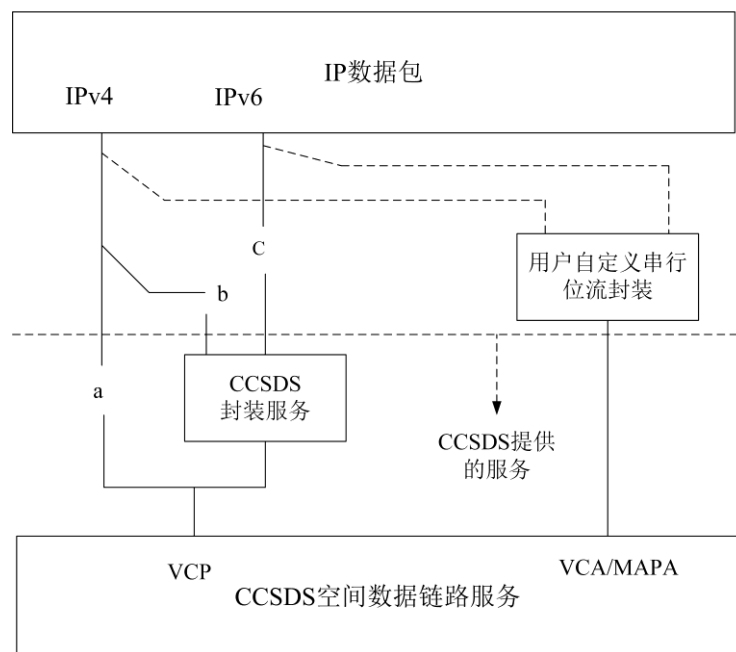 IP数据包
IPv4
IPv6
C
用户自定义串行
位流封装
b
a
CCSDS
封装服务
CCSDS提供
的服务
VCP
VCA/MAPA
CCSDS空间数据链路服务